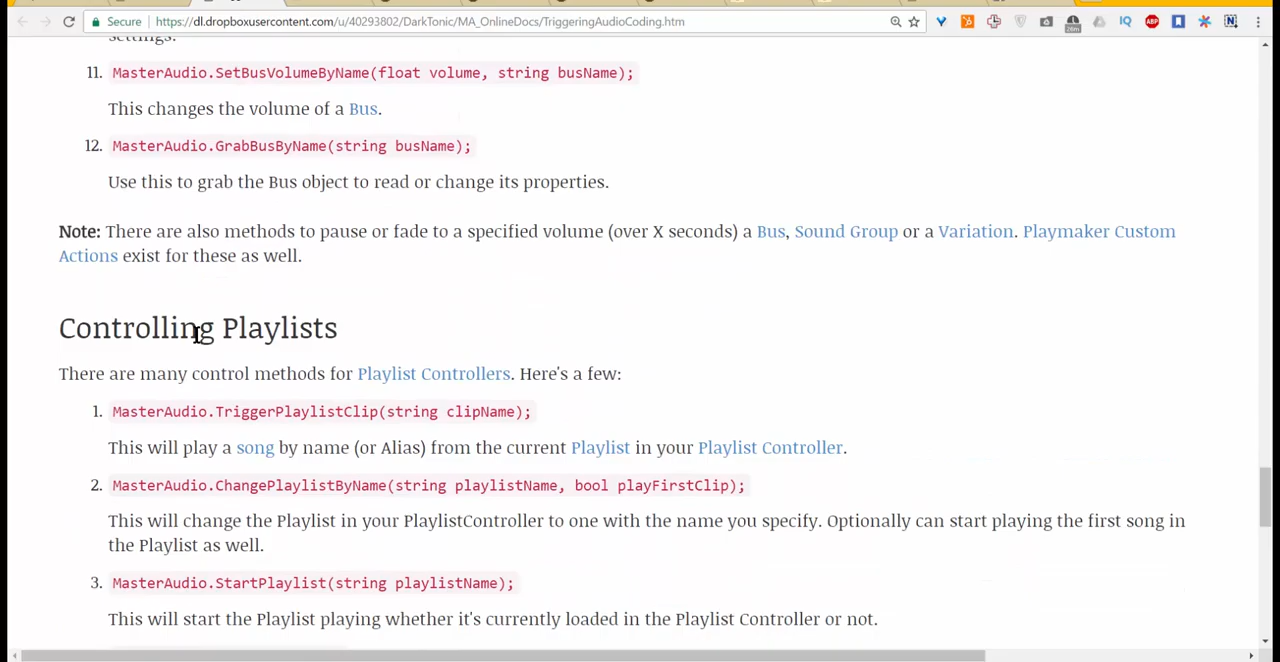 Secure https://dl.dropboxusercontent.com/u/40293802/DarkTonic/MA_OnlineDocs/TriggeringAudioCoding.htm
26m IQ ABP N
settings.
11. MasterAudio.SetBusVolumeByName(float volume, string busName);
This changes the volume of a Bus.
12. MasterAudio.GrabBusByName(string busName);
Use this to grab the Bus object to read or change its properties.
Note: There are also methods to pause or fade to a specified volume (over X seconds) a Bus, Sound Group or a Variation. Playmaker Custom
Actions exist for these as well.
Controlling Playlists
There are many control methods for Playlist Controllers. Here's a few:
1. MasterAudio.TriggerPlaylistClip(string clipName);
This will play a song by name (or Alias) from the current Playlist in your Playlist Controller.
2. MasterAudio.ChangePlaylistByName(string playlistName, bool playFirstClip);
This will change the Playlist in your PlaylistController to one with the name you specify. Optionally can start playing the first song in
the Playlist as well.
3. MasterAudio.StartPlaylist(string playlistName);
This will start the Playlist playing whether it's currently loaded in the Playlist Controller or not.